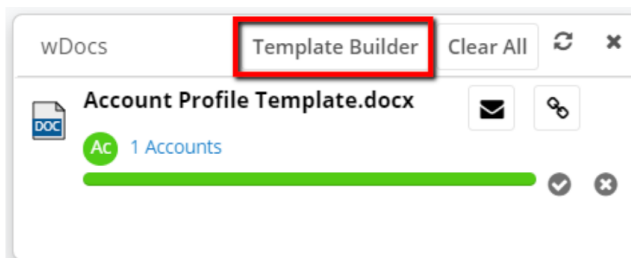 wDocs Template Builder Clear All
Account Profile Template.docx
DOC
Ac 1 Accounts